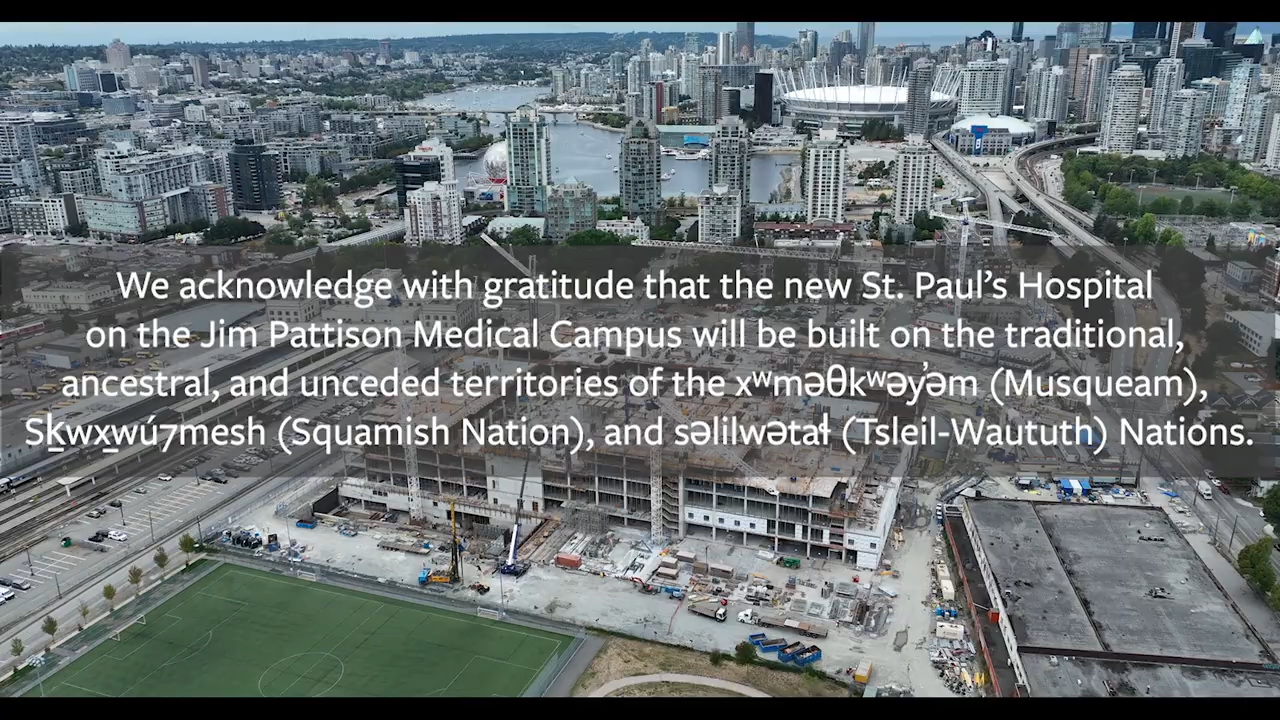 We acknowledge with gratitude that the new St. Paul’s Hospital
on the Jim Pattison Medical Campus will be built on the traditional,
ancestral, and unceded territories of the xʷməθkʷəy̓əm (Musqueam),
Sḵwx̱wú7mesh (Squamish Nation), and səlilwətaɬ (Tsleil-Waututh) Nations.